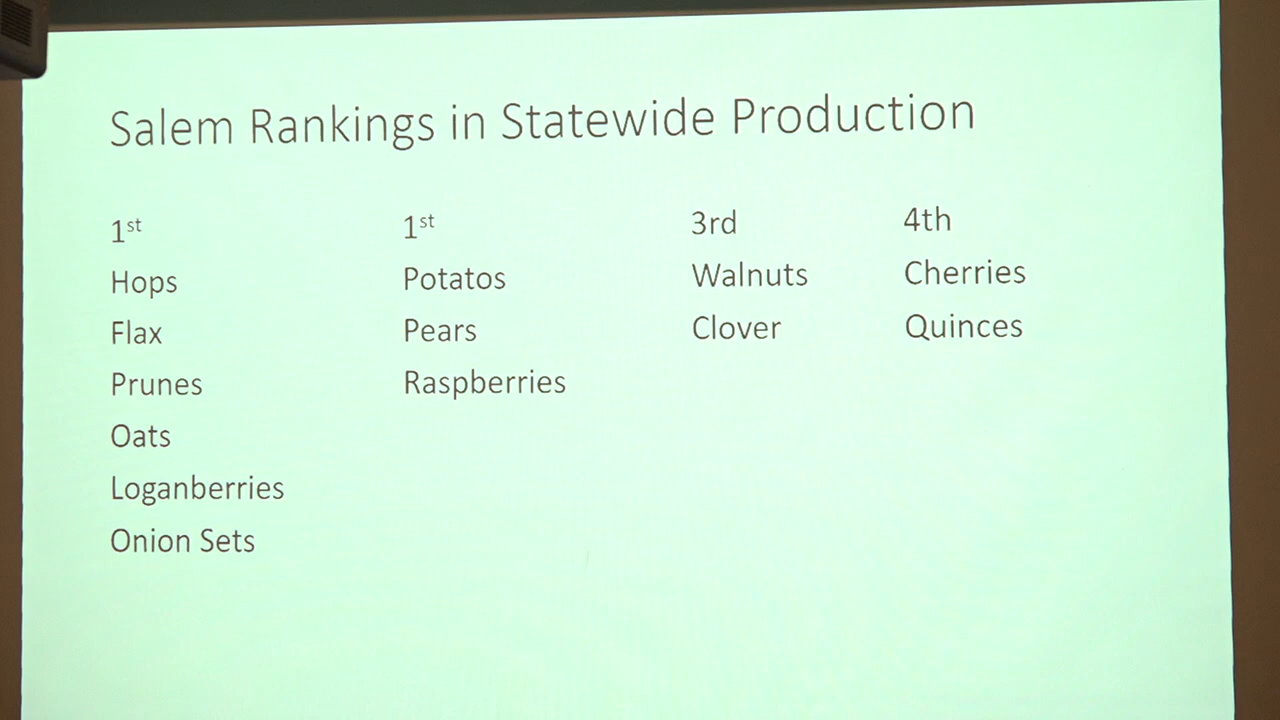 Salem Rankings in Statewide Production
1st
Hops
Flax
Prunes
Oats
Loganberries
Onion Sets
1st
Potatos
Pears
Raspberries
3rd
Walnuts
Clover
4th
Cherries
Quinces